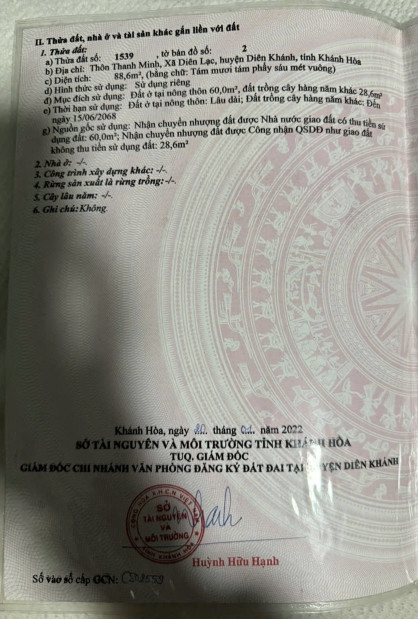 II. Thửa đất, nhà ở và tài sản khác gắn liền với đất
1. Thửa đất:
a) Thửa đất số: 1539 , tờ bản đồ số: 2
b) Địa chỉ: Thôn Thanh Minh, Xã Diên Lạc, huyện Diên Khánh, tỉnh Khánh Hòa
c) Diện tích: 88,6m², (bằng chữ: Tám mươi tám phẩy sáu mét vuông)
d) Hình thức sử dụng: Sử dụng riêng
đ) Mục đích sử dụng: Đất ở tại nông thôn 60,0m², đất trồng cây hàng năm khác 28,6m²
e) Thời hạn sử dụng: Đất ở tại nông thôn: Lâu dài; Đất trồng cây hàng năm khác: Đến
ngày 15/06/2068
g) Nguồn gốc sử dụng: Nhận chuyển nhượng đất được Nhà nước giao đất có thu tiền sử
dụng đất: 60,0m²; Nhận chuyển nhượng đất được Công nhận QSDĐ như giao đất
không thu tiền sử dụng đất: 28,6m²
2. Nhà ở: -/-.
3. Công trình xây dựng khác: -/-.
4. Rừng sản xuất là rừng trồng: -/-.
5. Cây lâu năm: -/-.
6. Ghi chú: Không.
Khánh Hòa, ngày tháng năm 2022
SỞ TÀI NGUYÊN VÀ MÔI TRƯỜNG TỈNH KHÁNH HÒA
TUQ. GIÁM ĐỐC
GIÁM ĐỐC CHI NHÁNH VĂN PHÒNG ĐĂNG KÝ ĐẤT ĐAI TẠI HUYỆN DIÊN KHÁNH
SỞ
TÀI NGUYÊN
VÀ
MÔI TRƯỜNG
Huỳnh Hữu Hạnh
Số vào sổ cấp GCN: